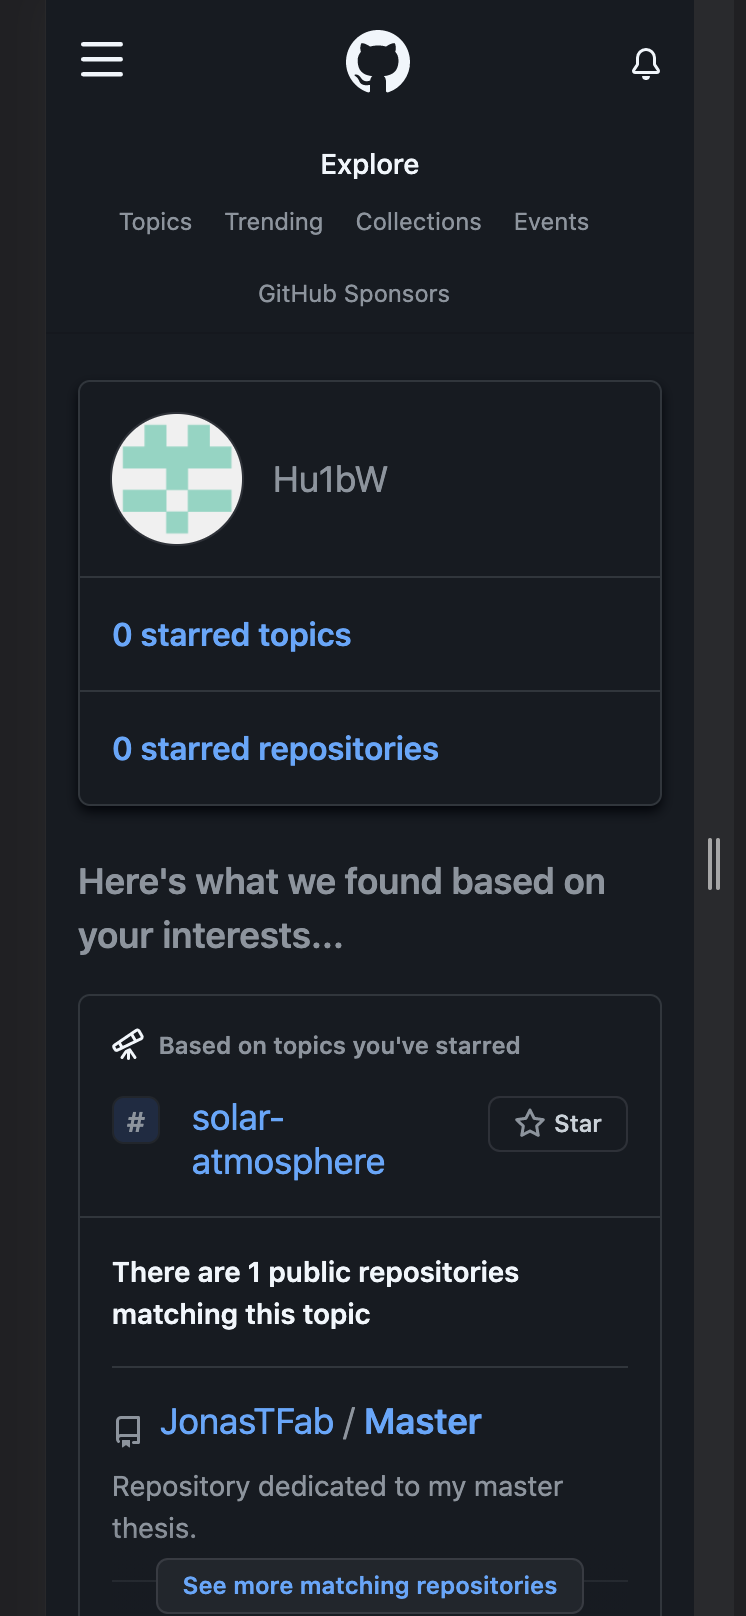 Explore
Topics Trending Collections Events
GitHub Sponsors
Hu1bW
0 starred topics
0 starred repositories
Here's what we found based on
your interests...
Based on topics you've starred
# solar-
atmosphere
Star
There are 1 public repositories
matching this topic
JonasTFab / Master
Repository dedicated to my master
thesis.
See more matching repositories